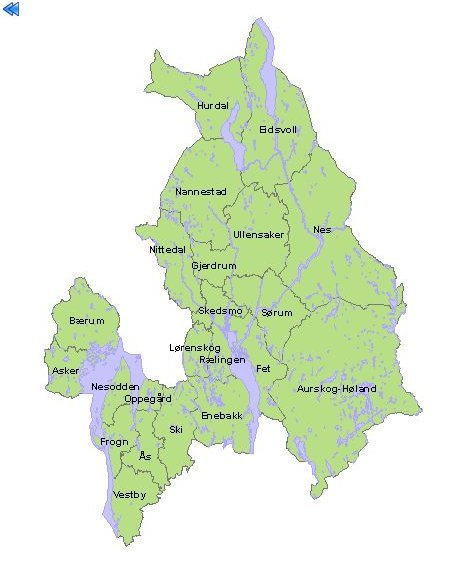 Hurdal
Eidsvoll
Nannestad
Ullensaker
Nes
Nittedal
Gjerdrum
Skedsmo
Sørum
Bærum
Lørenskog
Rælingen
Asker
Fet
Nesodden
Aurskog-Høland
Oppegård
Enebakk
Ski
Frogn
Ås
Vestby